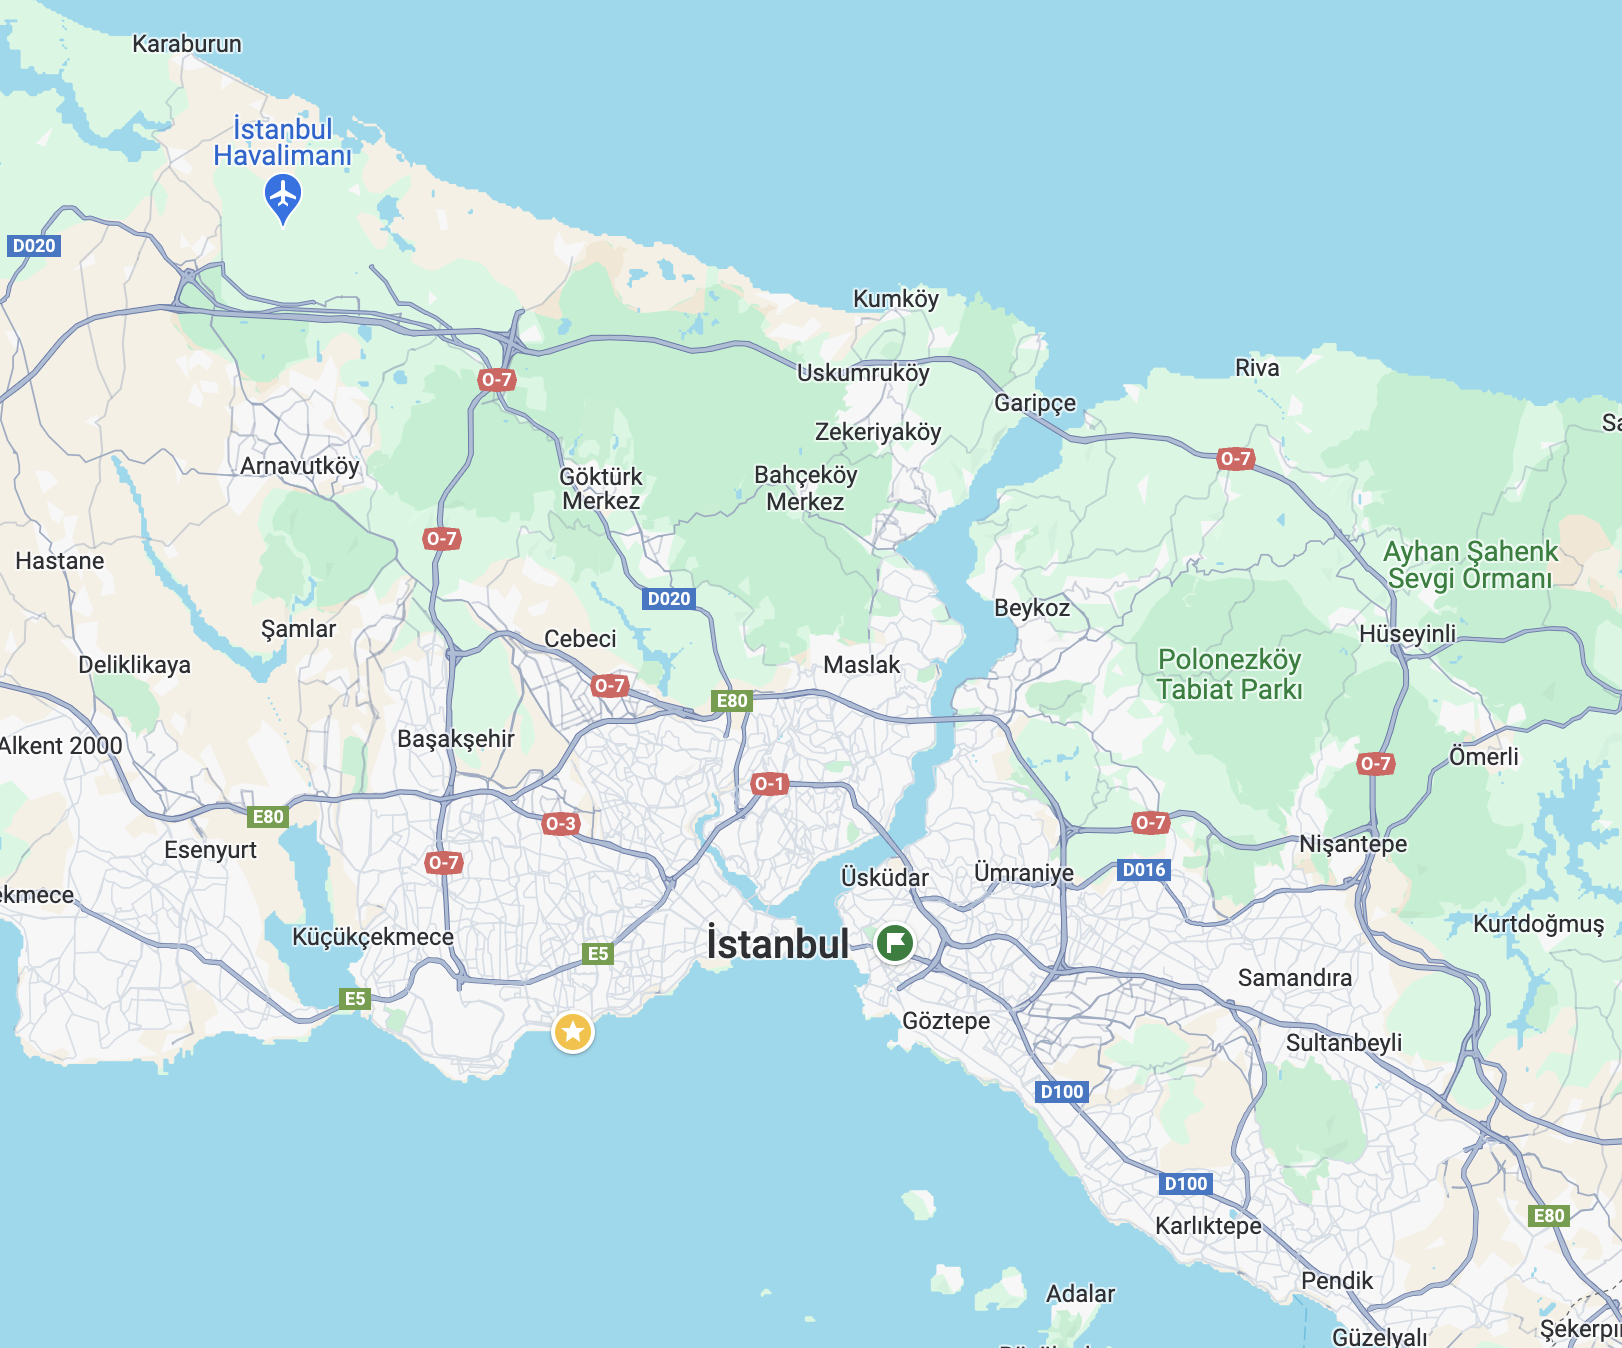 Karaburun
İstanbul
Havalimanı
D020
Kumköy
Riva
Uskumruköy
O-7
Garipçe
Zekeriyaköy
O-7
Arnavutköy
Göktürk
Merkez
Bahçeköy
Merkez
O-7
Hastane
Ayhan Şahenk
Sevgi Ormanı
D020
Beykoz
Şamlar
Cebeci
Hüseyinli
Deliklikaya
Maslak
Polonezköy
Tabiat Parkı
O-7
E80
Alkent 2000
Başakşehir
Ömerli
O-7
O-1
E80
O-3
O-7
Esenyurt
Nişantepe
O-7
Ümraniye
D016
Üsküdar
ekmece
Kurtdoğmuş
Küçükçekmece
İstanbul
E5
Samandıra
E5
Göztepe
Sultanbeyli
D100
D100
E80
Karlıktepe
Pendik
Adalar
Şekerpı
Güzelyalı